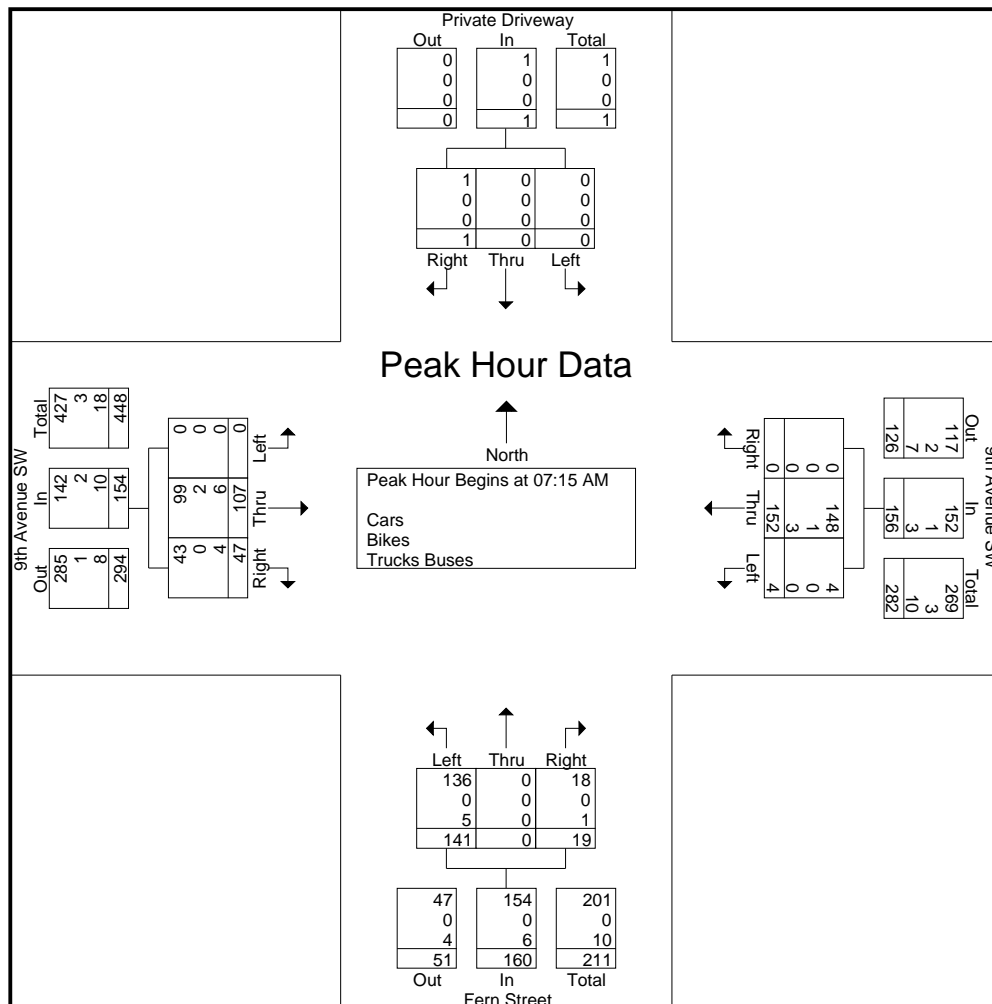 Private Driveway
Out In Total
0 1 1
0 0 0
0 0 0
0 1 1
1 0 0
0 0 0
0 0 0
1 0 0
Right Thru Left
Peak Hour Data
North
Peak Hour Begins at 07:15 AM
Cars
Bikes
Trucks Buses
9th Avenue SW
Total
427
3
18
448
In
142
2
10
154
Out
285
1
8
294
Left
0
0
0
0
Thru
99
2
6
107
Right
43
0
4
47
Right
0
0
0
0
Thru
148
1
3
152
Left
4
0
0
4
Out
117
2
7
126
In
152
1
3
156
Total
269
3
10
282
9th Avenue SW
Left Thru Right
136 0 18
0 0 0
5 0 1
141 0 19
47 154 201
0 0 0
4 6 10
51 160 211
Out In Total
Fern Street